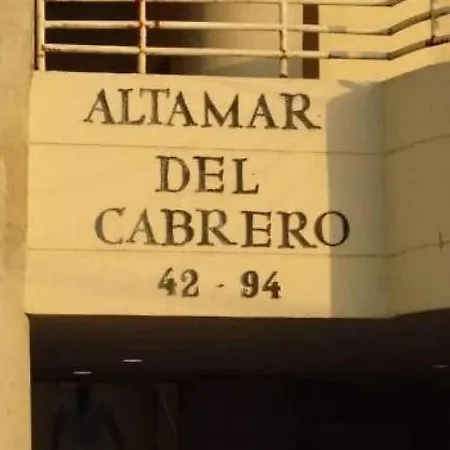 ALTAMAR
DEL
CABRERO
42 - 94